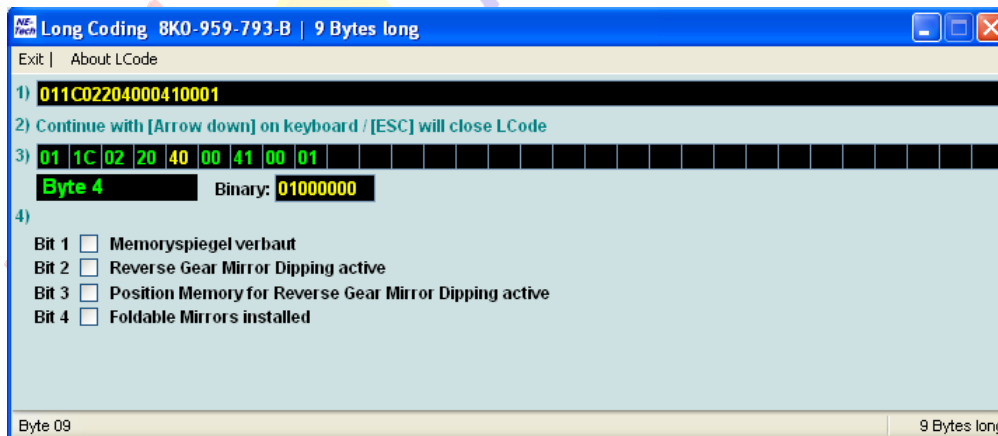 NE-Tech Long Coding 8K0-959-793-B | 9 Bytes long
Exit | About LCode
1) 011C02204000410001
2) Continue with [Arrow down] on keyboard / [ESC] will close LCode
3) 01 1C 02 20 40 00 41 00 01
Byte 4 Binary: 01000000
4)
Bit 1 Memoryspiegel verbaut
Bit 2 Reverse Gear Mirror Dipping active
Bit 3 Position Memory for Reverse Gear Mirror Dipping active
Bit 4 Foldable Mirrors installed
Byte 09 9 Bytes long